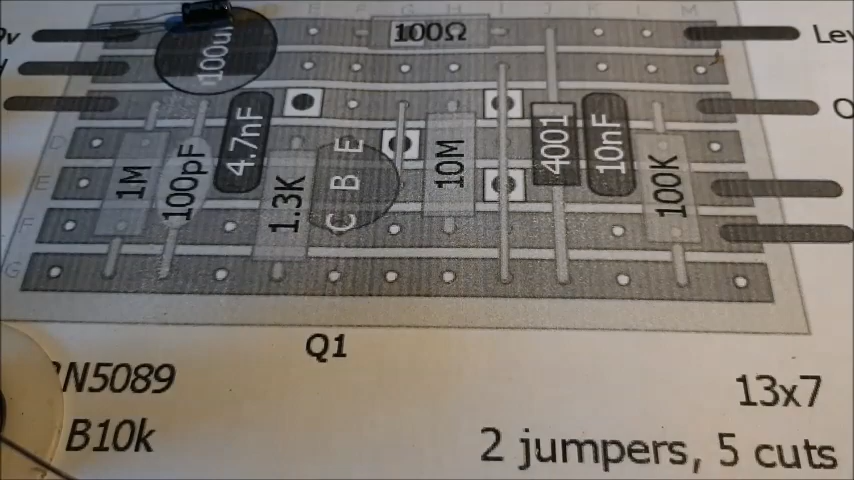 100Ω
Lev
100u
4.7nF
1M
100pF
1.3K
C B E
10M
4001
10nF
100K
D
E
F
G
Q1
2N5089
B10k
13x7
2 jumpers, 5 cuts